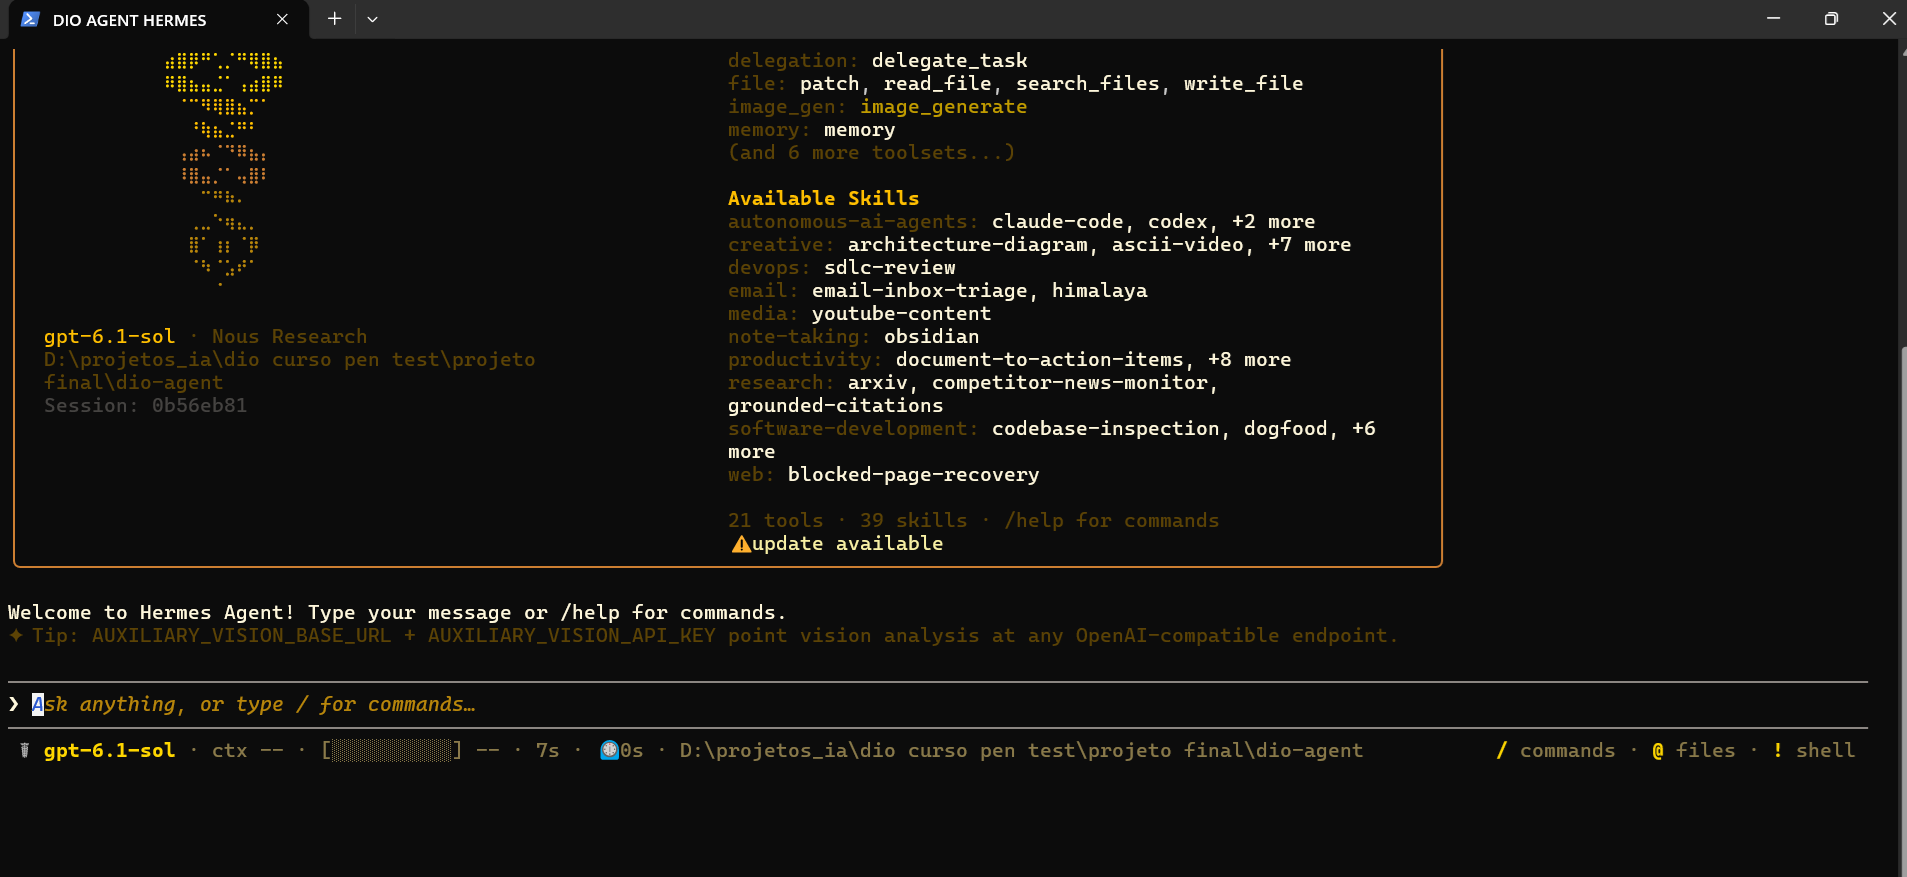 DIO AGENT HERMES
delegation: delegate_task
file: patch, read_file, search_files, write_file
image_gen: image_generate
memory: memory
(and 6 more toolsets...)
Available Skills
autonomous-ai-agents: claude-code, codex, +2 more
creative: architecture-diagram, ascii-video, +7 more
devops: sdlc-review
email: email-inbox-triage, himalaya
media: youtube-content
note-taking: obsidian
productivity: document-to-action-items, +8 more
research: arxiv, competitor-news-monitor,
grounded-citations
software-development: codebase-inspection, dogfood, +6
more
web: blocked-page-recovery
21 tools · 39 skills · /help for commands
⚠update available
gpt-6.1-sol · Nous Research
D:\projetos_ia\dio curso pen test\projeto
final\dio-agent
Session: 0b56eb81
Welcome to Hermes Agent! Type your message or /help for commands.
✦ Tip: AUXILIARY_VISION_BASE_URL + AUXILIARY_VISION_API_KEY point vision analysis at any OpenAI-compatible endpoint.
❯ Ask anything, or type / for commands…
gpt-6.1-sol · ctx -- · [░░░░░░░░░░] -- · 7s · ⏲0s · D:\projetos_ia\dio curso pen test\projeto final\dio-agent / commands · @ files · ! shell